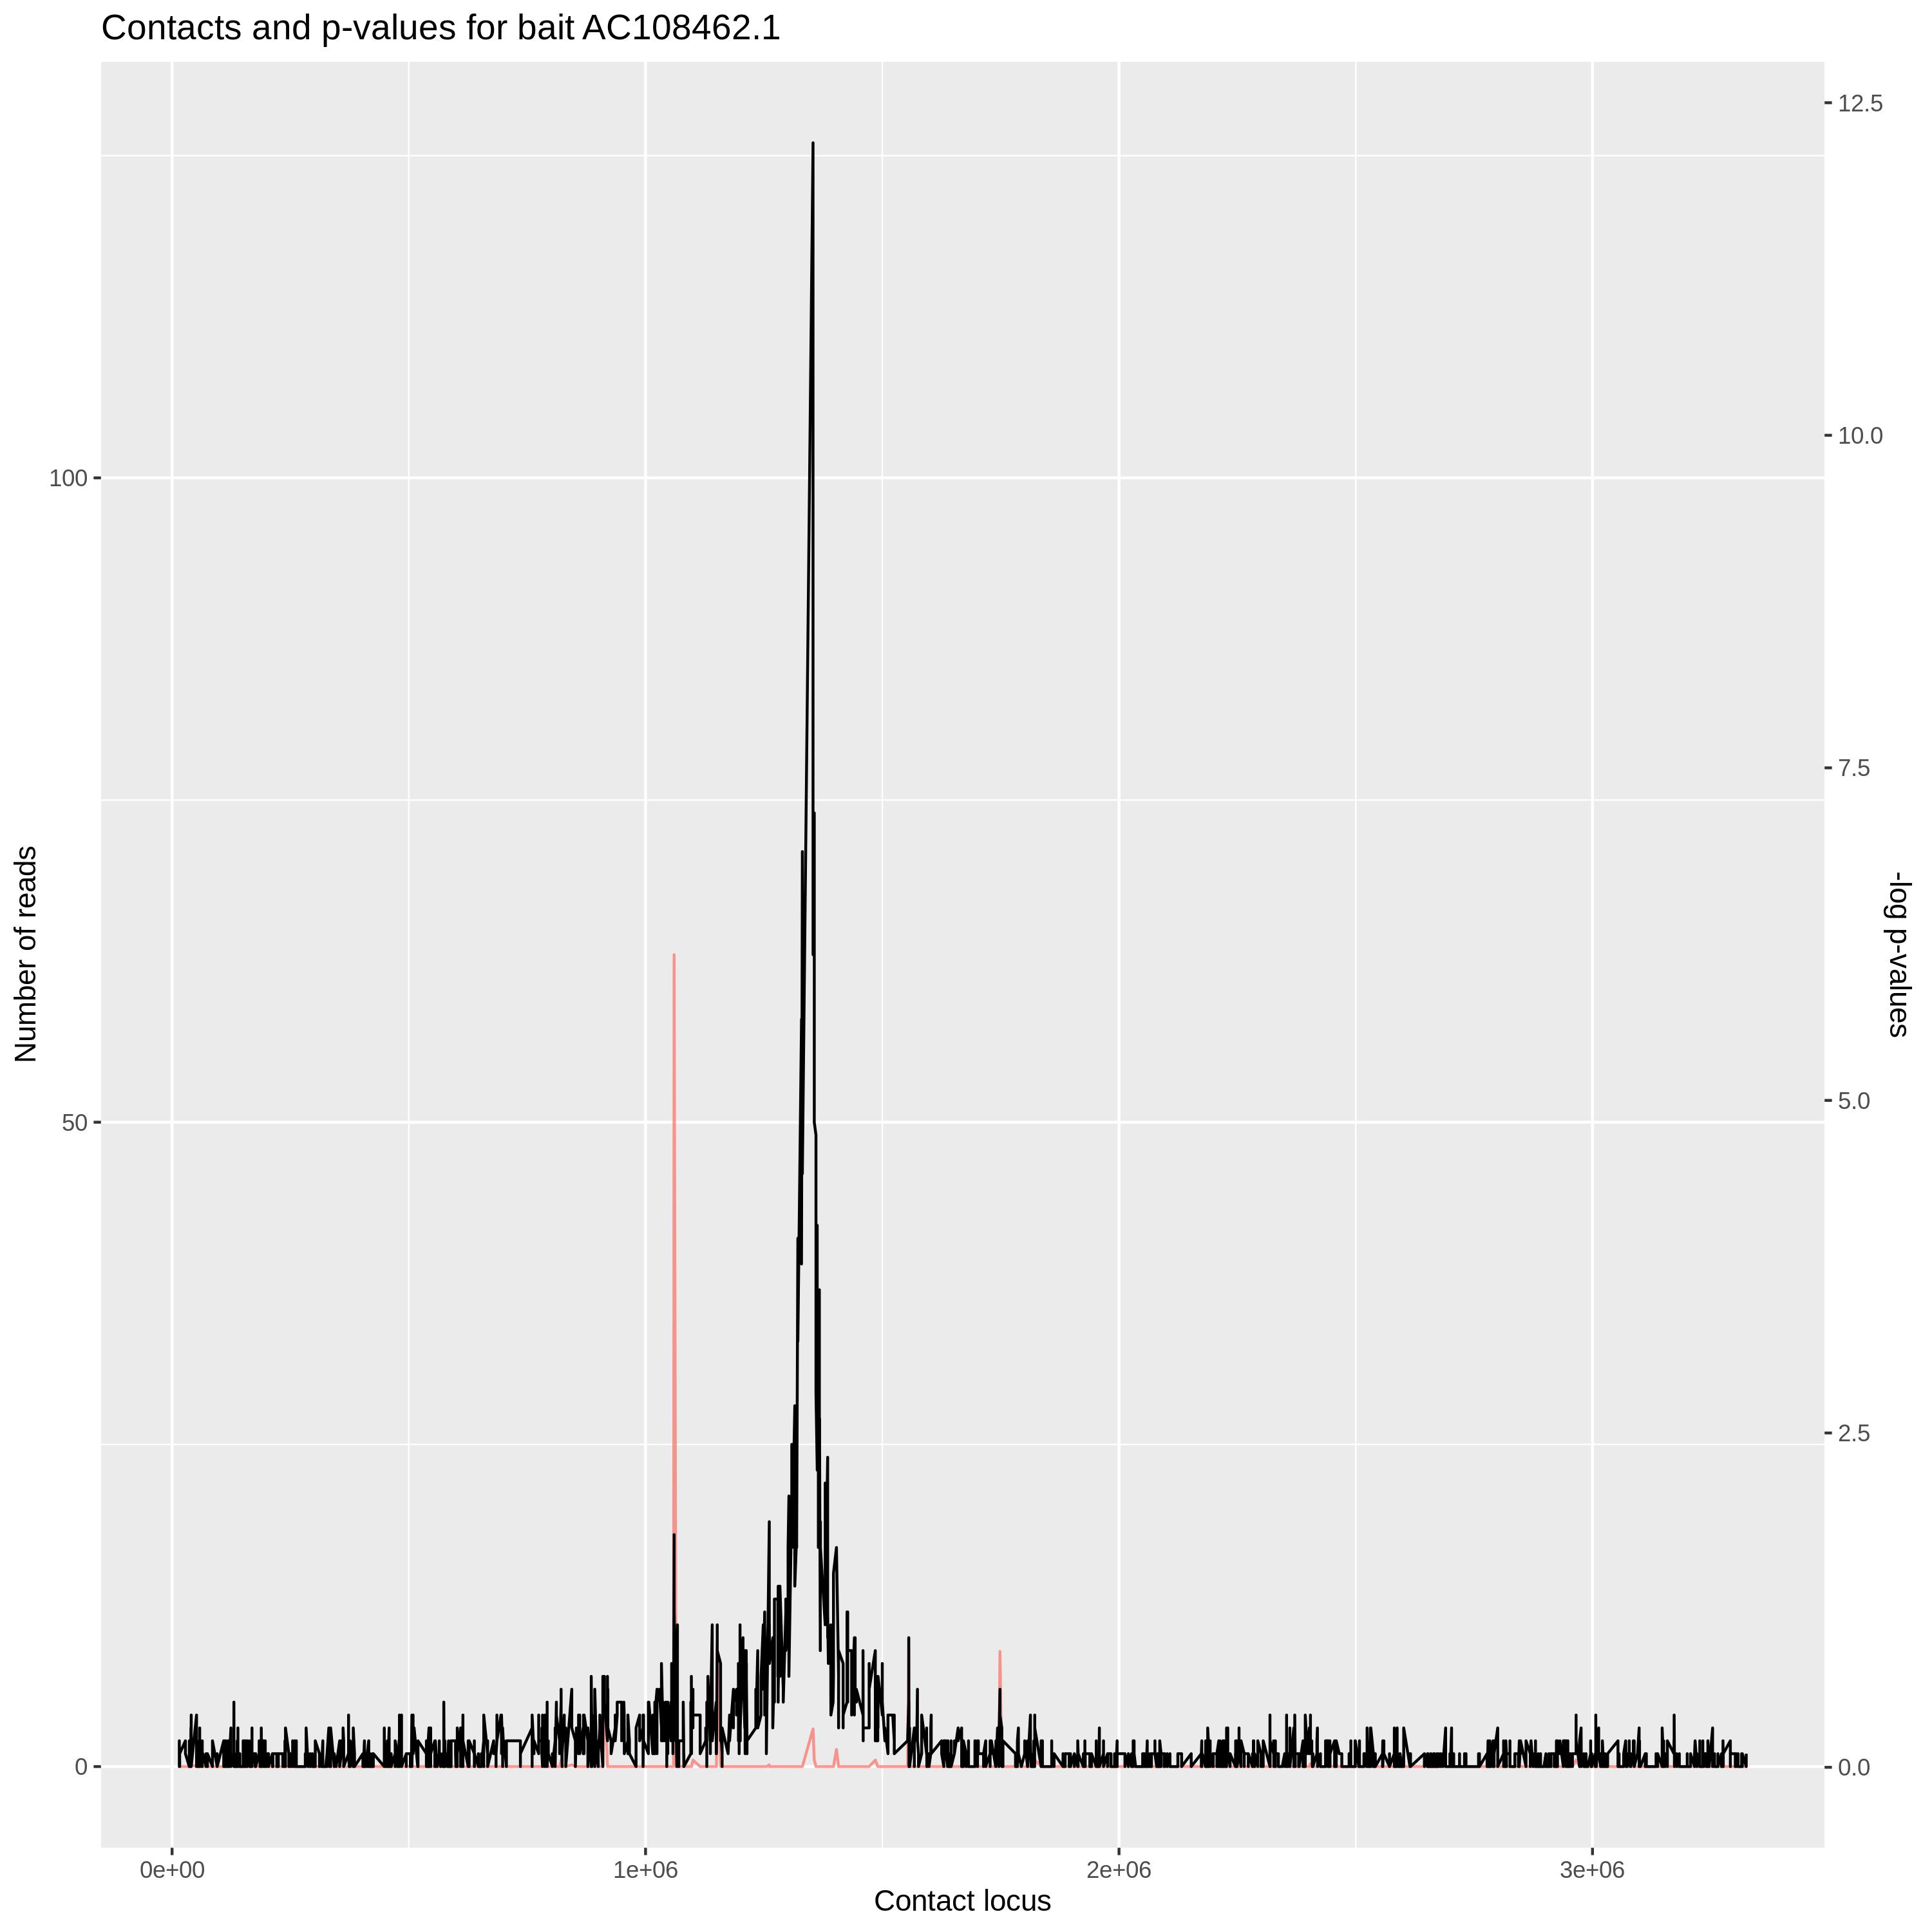 Contacts and p-values for bait AC108462.1
12.5
10.0
100
7.5
Number of reads
-log p-values
50
5.0
2.5
0
0.0
0e+00
1e+06
2e+06
3e+06
Contact locus